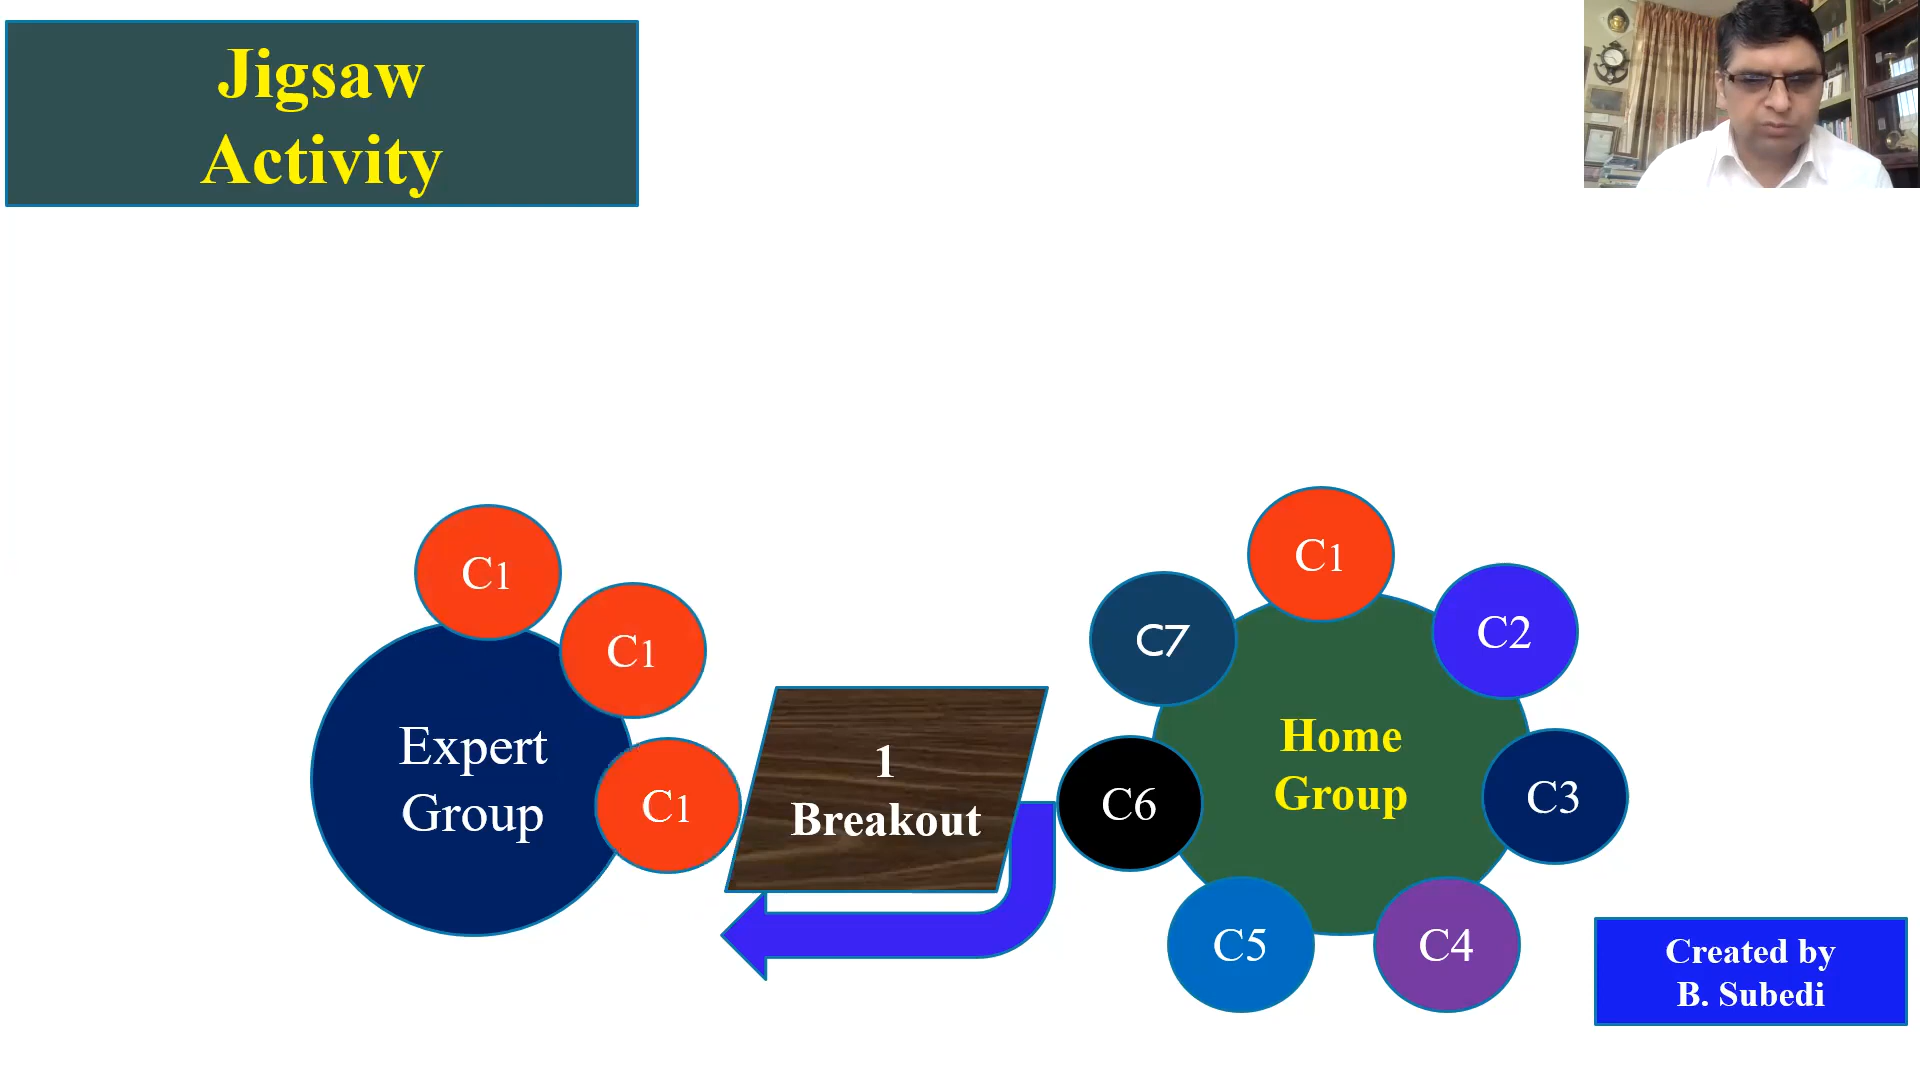 Jigsaw
Activity
C1
C1
C1
Expert
Group
1
Breakout
C1
C2
C3
C4
C5
C6
C7
Home
Group
Created by
B. Subedi